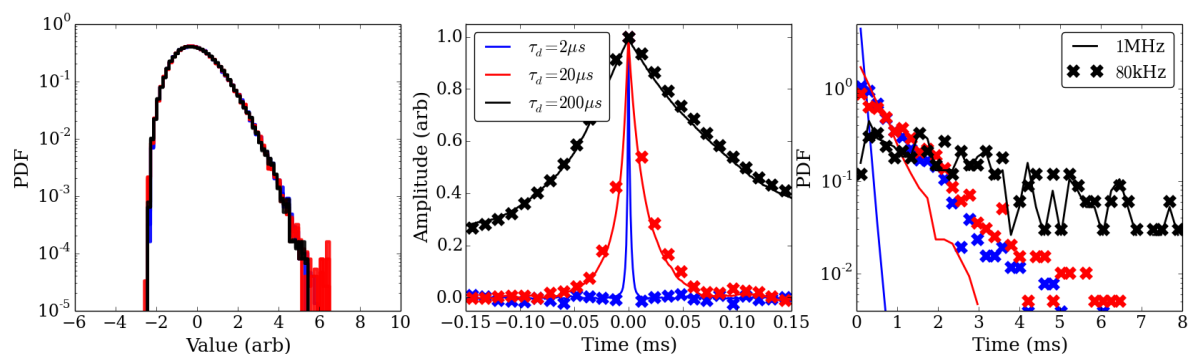 10⁰
10⁻¹
10⁻²
10⁻³
10⁻⁴
10⁻⁵
PDF
−6 −4 −2 0 2 4 6 8 10
Value (arb)
τ_d=2μs
τ_d=20μs
τ_d=200μs
1.0
0.8
0.6
0.4
0.2
0.0
Amplitude (arb)
−0.15 −0.10 −0.05 0.00 0.05 0.10 0.15
Time (ms)
1MHz
80kHz
10⁰
10⁻¹
10⁻²
PDF
0 1 2 3 4 5 6 7 8
Time (ms)